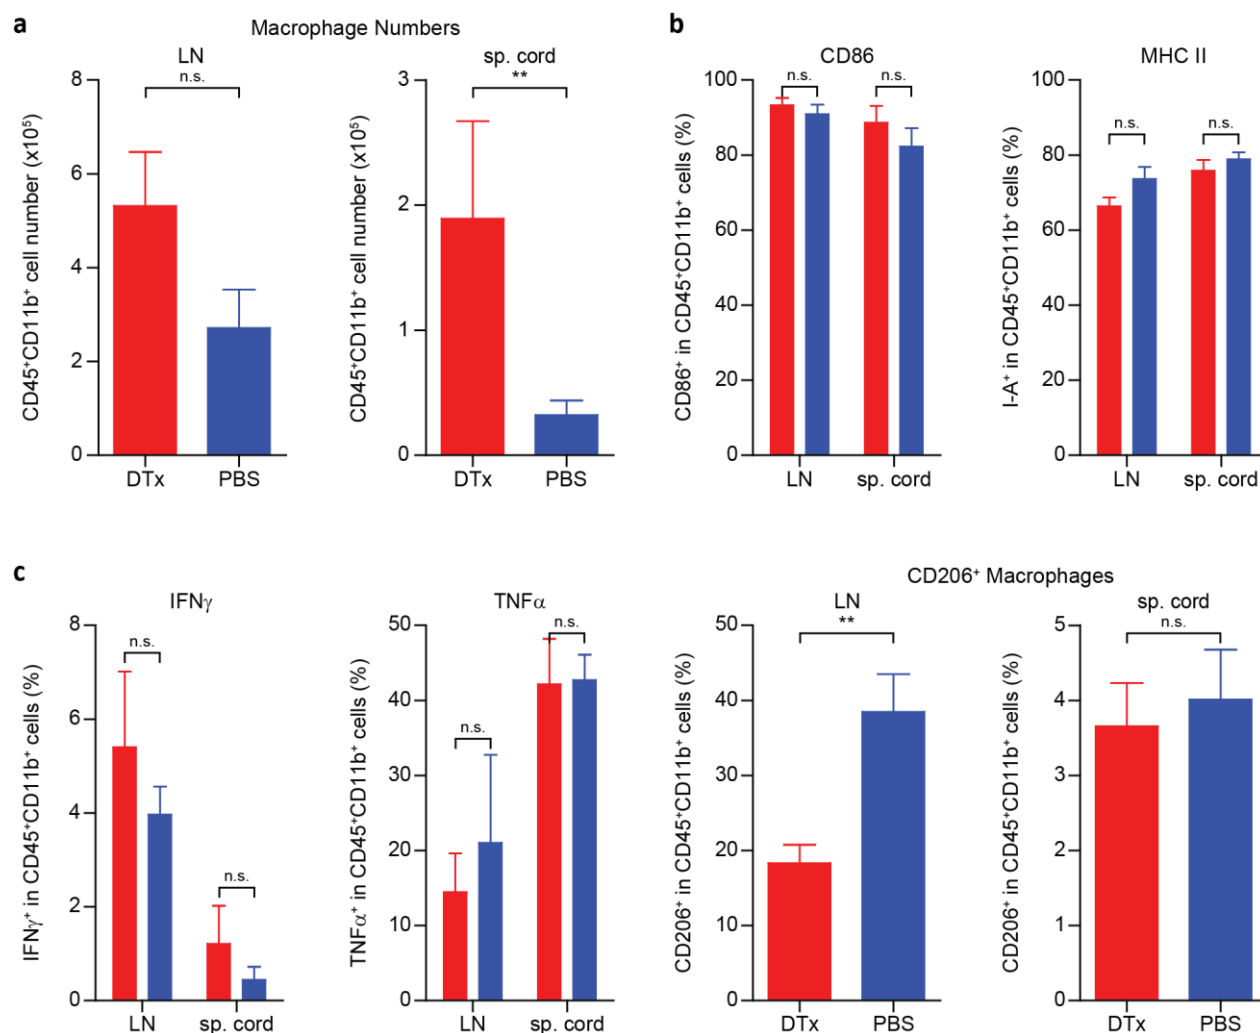 a
Macrophage Numbers
LN
n.s.
CD45⁺CD11b⁺ cell number (x10⁵)
8
6
4
2
0
DTx PBS
sp. cord
**
CD45⁺CD11b⁺ cell number (x10⁵)
3
2
1
0
DTx PBS
b
CD86
n.s. n.s.
CD86⁺ in CD45⁺CD11b⁺ cells (%)
100
80
60
40
20
0
LN sp. cord
MHC II
n.s. n.s.
I-A⁺ in CD45⁺CD11b⁺ cells (%)
100
80
60
40
20
0
LN sp. cord
c
IFNγ
n.s.
n.s.
IFNγ⁺ in CD45⁺CD11b⁺ cells (%)
8
6
4
2
0
LN sp. cord
TNFα
n.s.
n.s.
TNFα⁺ in CD45⁺CD11b⁺ cells (%)
50
40
30
20
10
0
LN sp. cord
CD206⁺ Macrophages
LN
**
CD206⁺ in CD45⁺CD11b⁺ cells (%)
50
40
30
20
10
0
DTx PBS
sp. cord
n.s.
CD206⁺ in CD45⁺CD11b⁺ cells (%)
5
4
3
2
1
0
DTx PBS